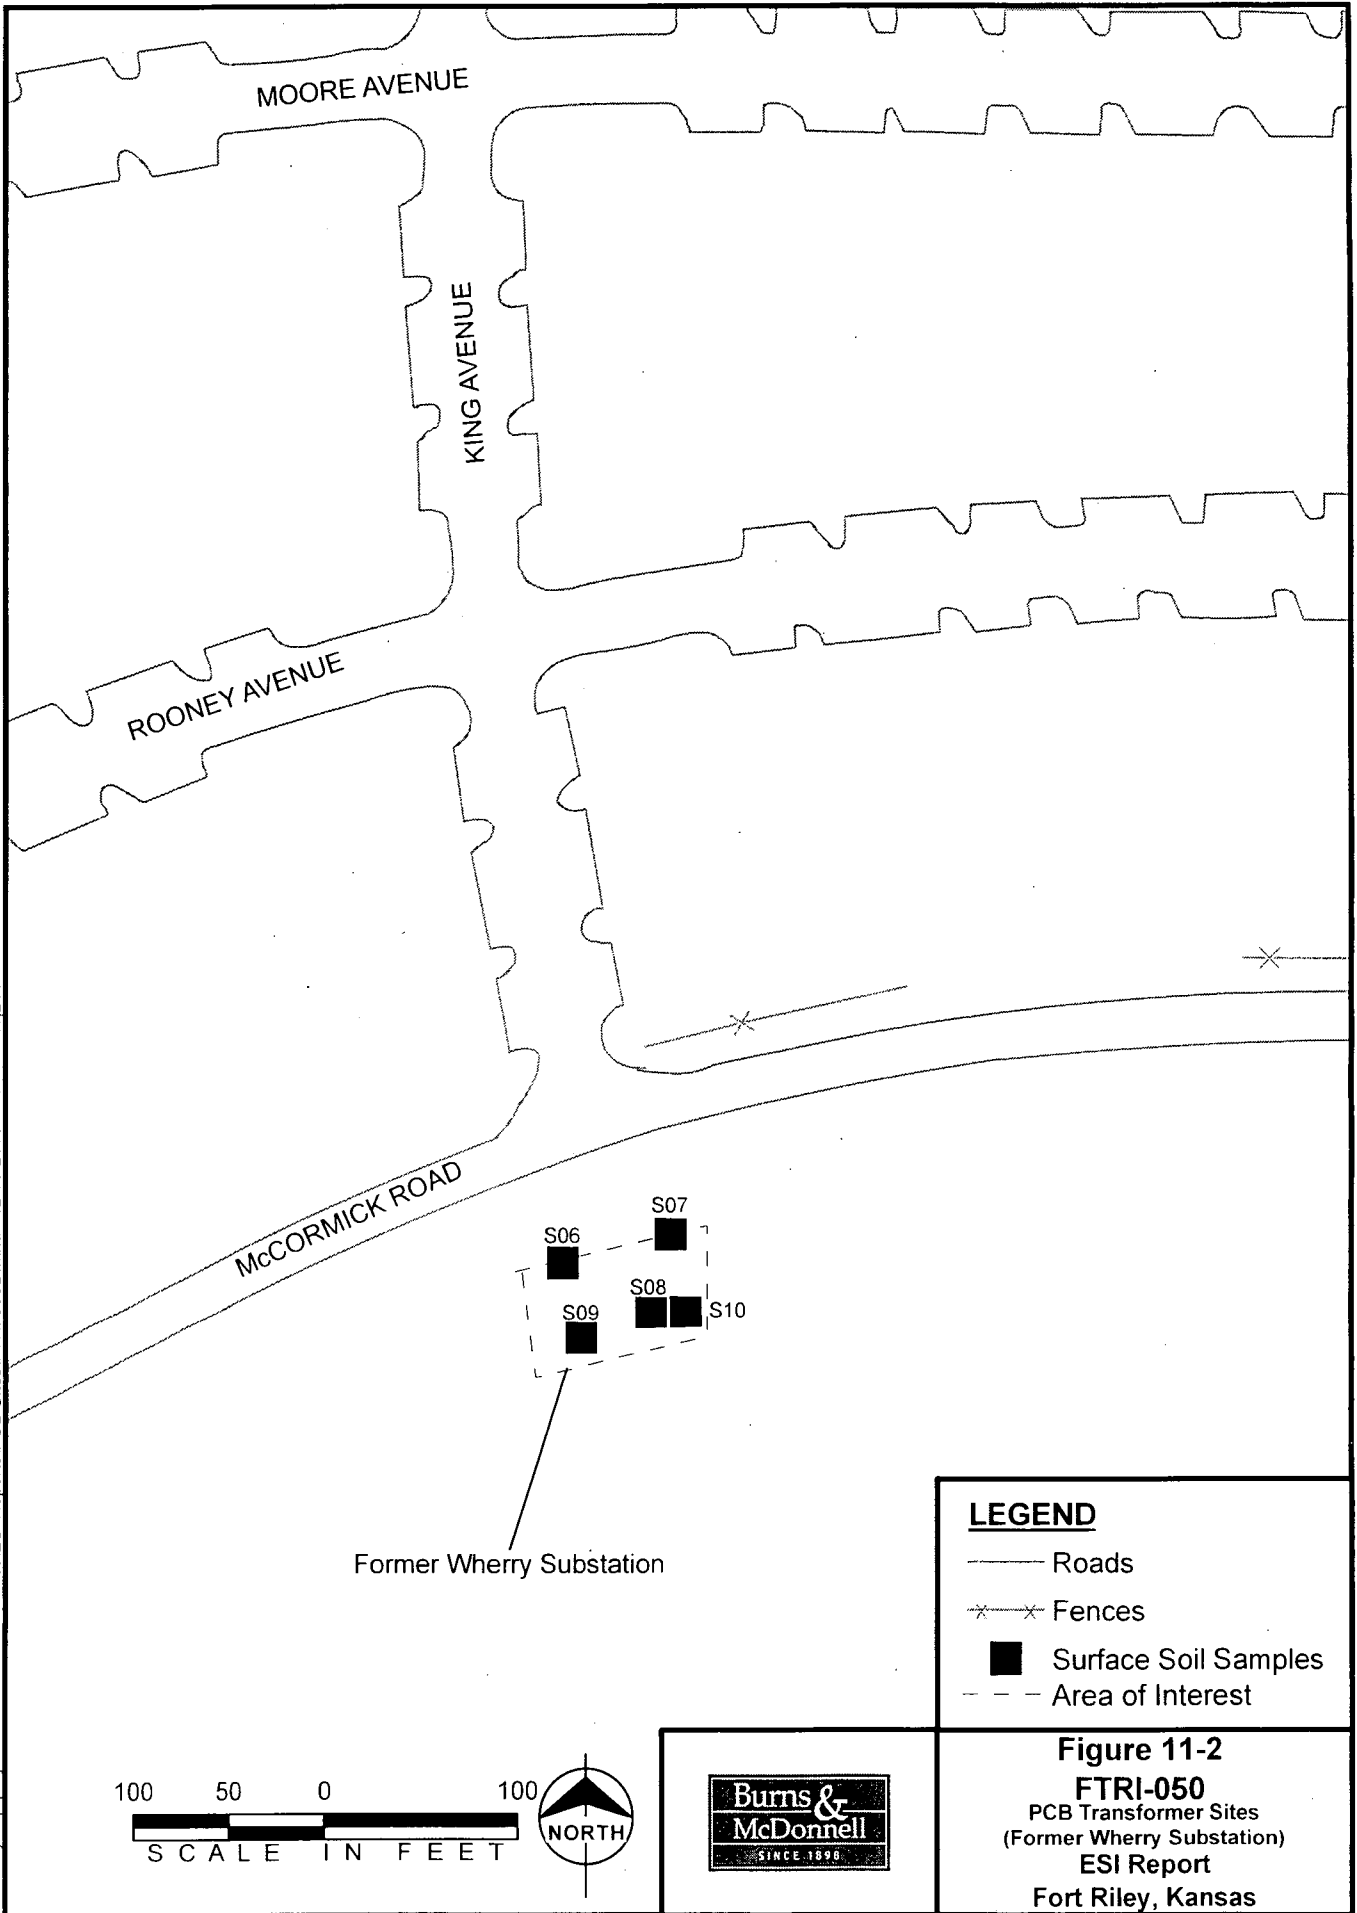 MOORE AVENUE
KING AVENUE
ROONEY AVENUE
McCORMICK ROAD
S07
S06
S08
S10
S09
Former Wherry Substation
LEGEND
Roads
Fences
Surface Soil Samples
Area of Interest
100 50 0 100
SCALE IN FEET
NORTH
Burns &
McDonnell
SINCE 1898
Figure 11-2
FTRI-050
PCB Transformer Sites
(Former Wherry Substation)
ESI Report
Fort Riley, Kansas